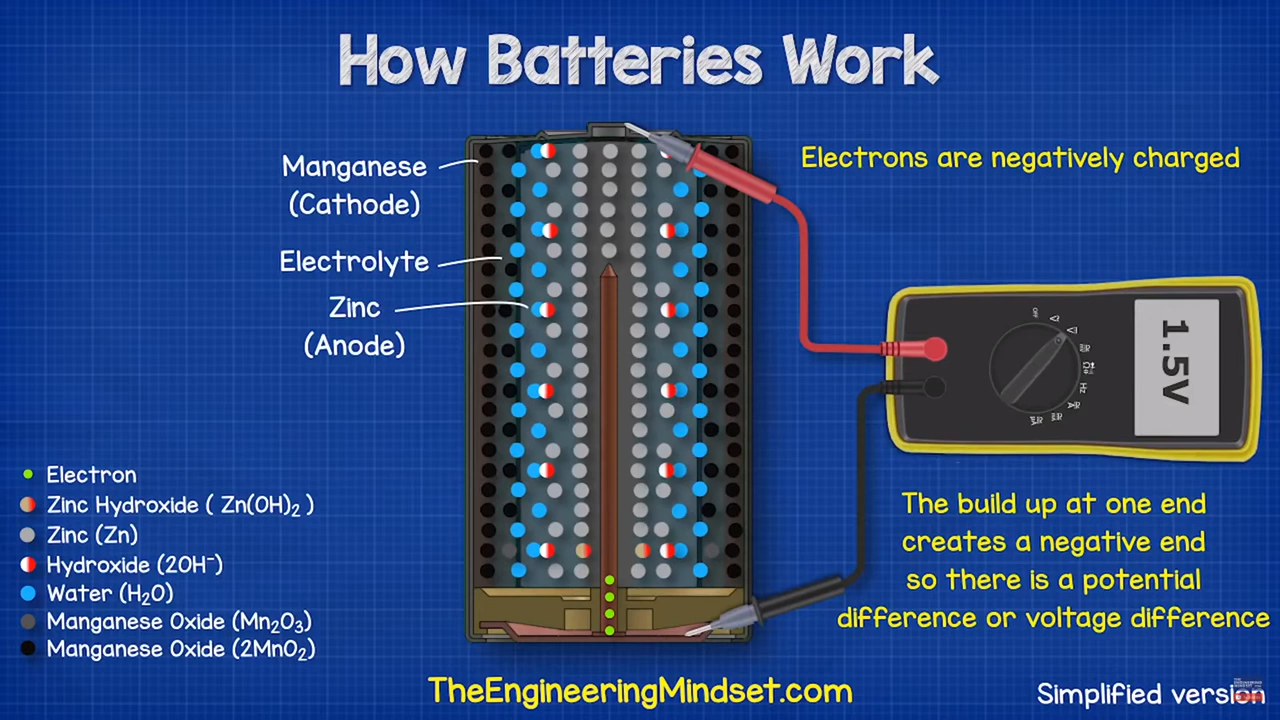 How Batteries Work
Manganese
(Cathode)
Electrolyte
Zinc
(Anode)
Electrons are negatively charged
1.5V
OFF
Hz
Electron
Zinc Hydroxide ( Zn(OH)₂ )
Zinc (Zn)
Hydroxide (2OH⁻)
Water (H₂O)
Manganese Oxide (Mn₂O₃)
Manganese Oxide (2MnO₂)
The build up at one end
creates a negative end
so there is a potential
difference or voltage difference
TheEngineeringMindset.com
Simplified version